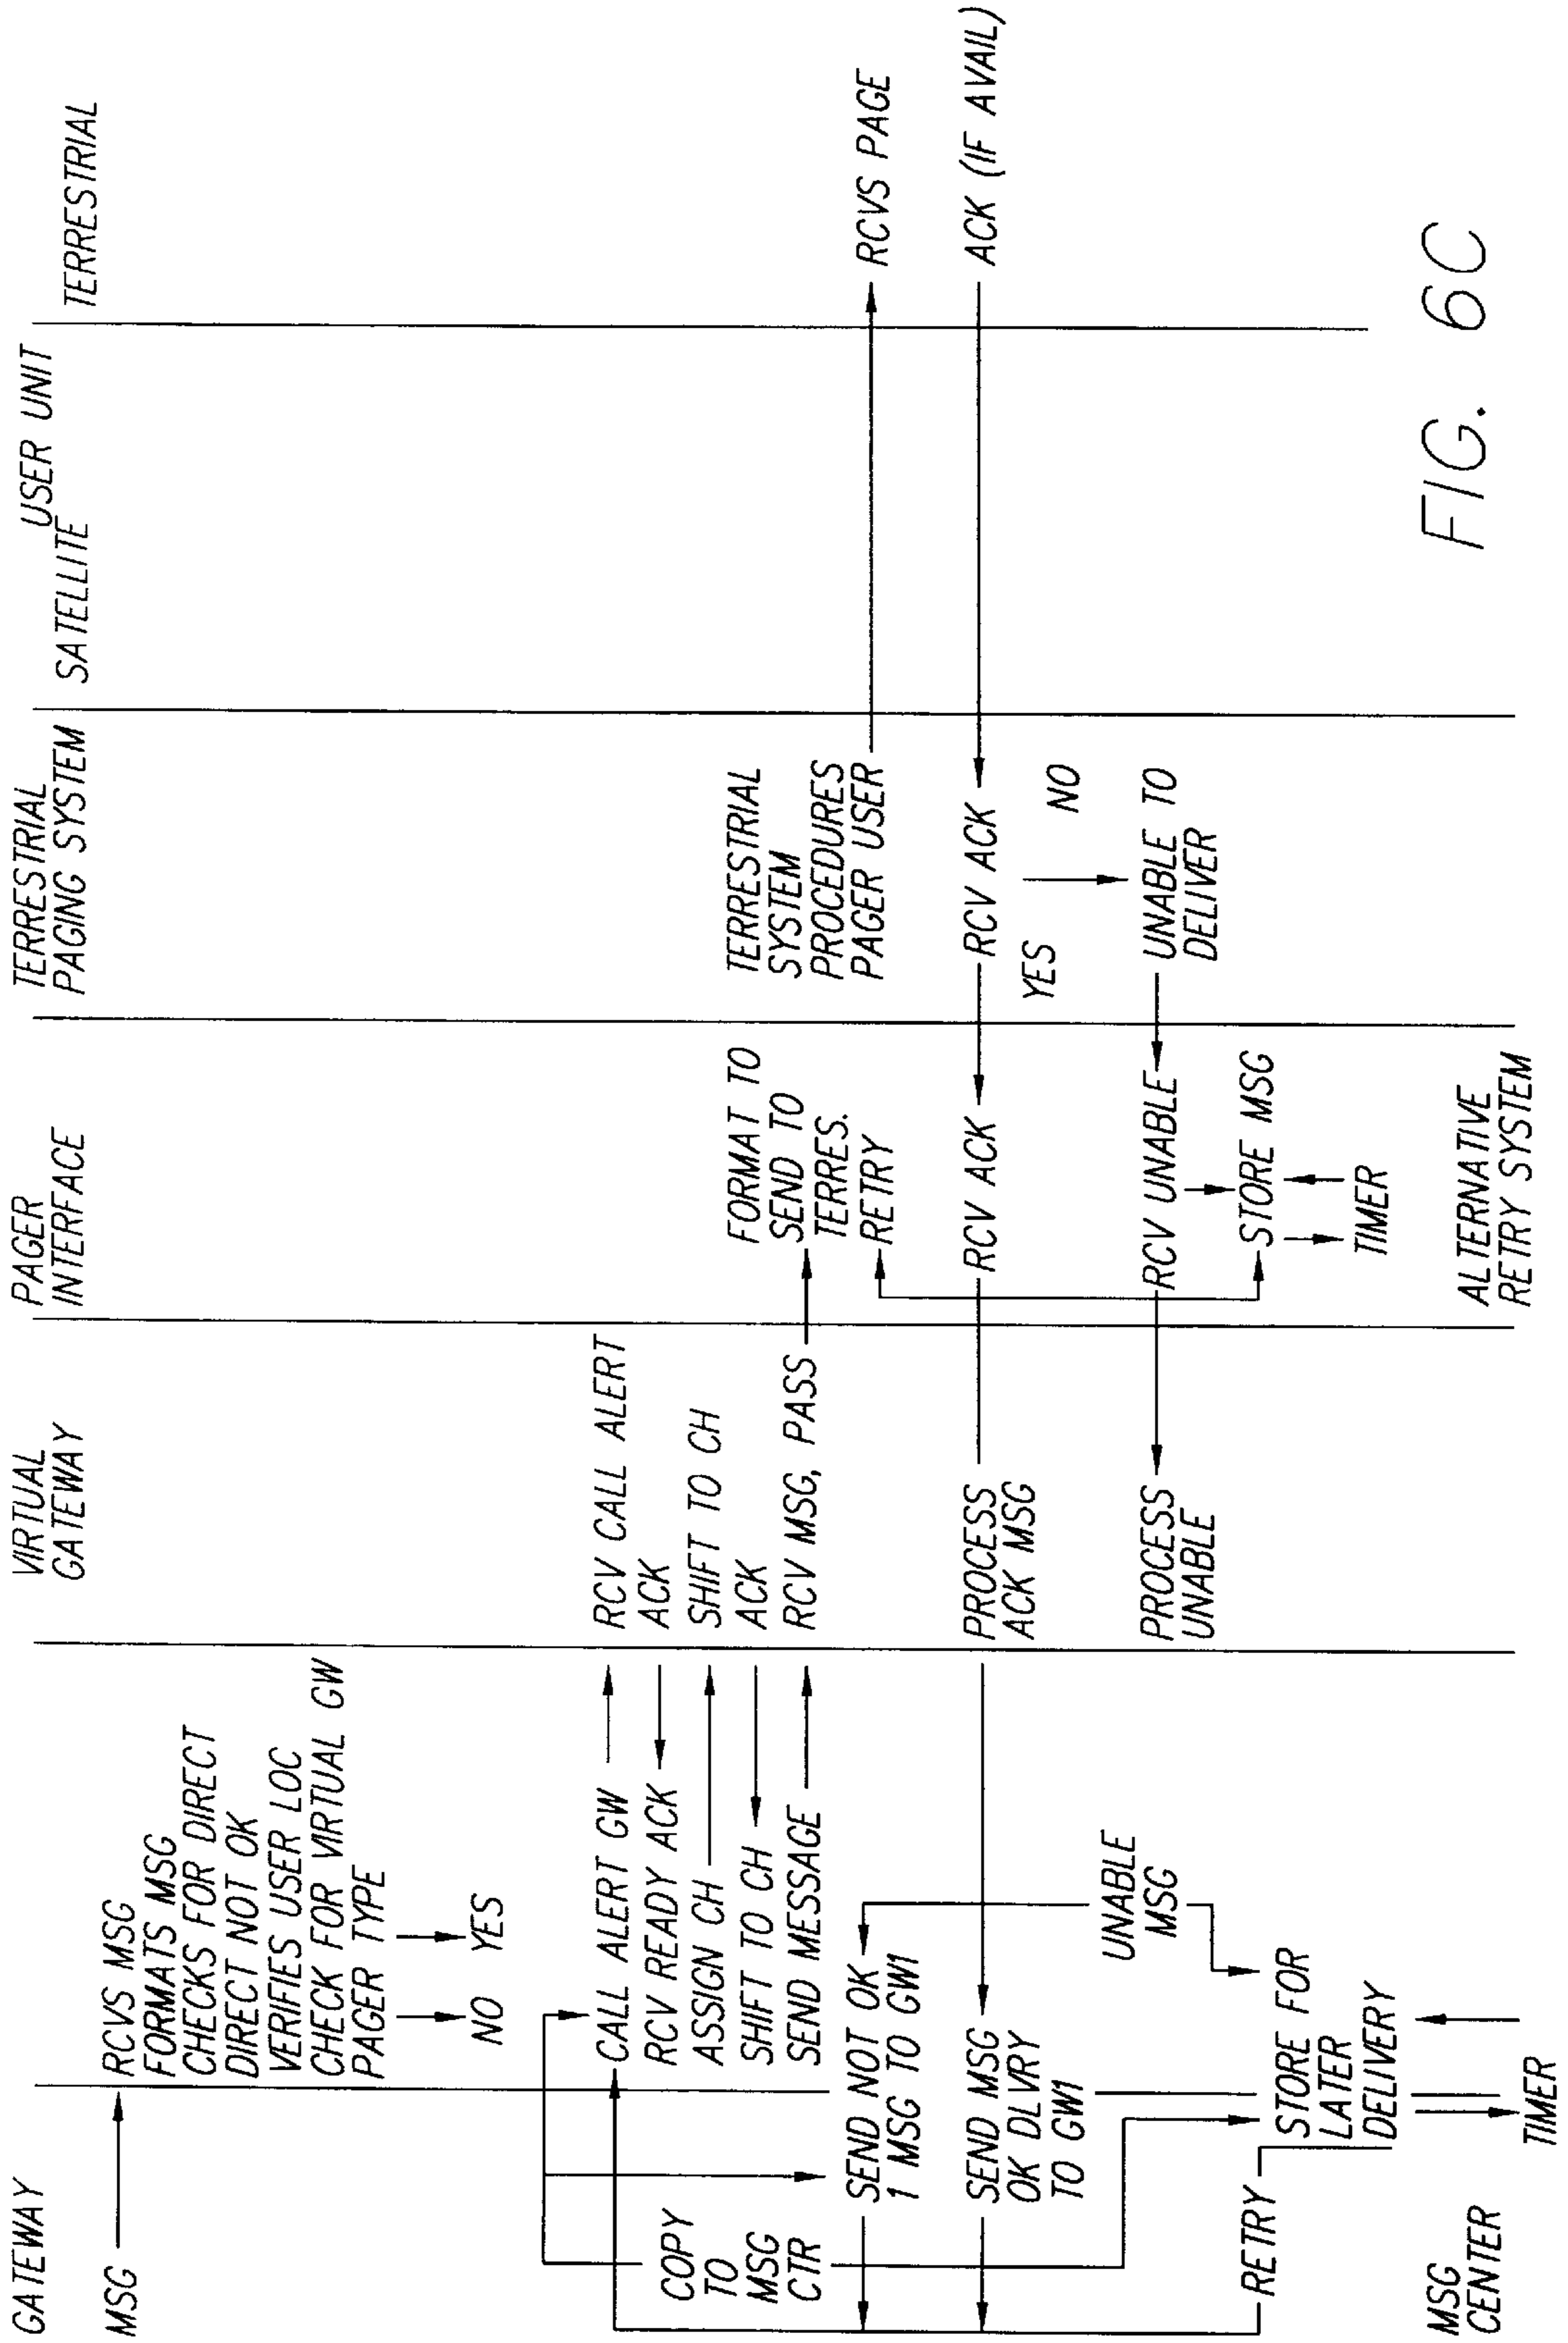 GATEWAY
VIRTUAL
GATEWAY
PAGER
INTERFACE
TERRESTRIAL
PAGING SYSTEM
USER UNIT
SATELLITE
TERRESTRIAL
MSG
RCVS MSG
FORMATS MSG
CHECKS FOR DIRECT
DIRECT NOT OK
VERIFIES USER LOC
CHECK FOR VIRTUAL GW
PAGER TYPE
NO
YES
CALL ALERT GW
RCV CALL ALERT
RCV READY ACK
ACK
ASSIGN CH
SHIFT TO CH
SHIFT TO CH
ACK
SEND MESSAGE
RCV MSG, PASS
FORMAT TO
SEND TO
TERRES.
RETRY
TERRESTRIAL
SYSTEM
PROCEDURES
PAGER USER
RCVS PAGE
COPY
TO
MSG
CTR
SEND NOT OK
1 MSG TO GW1
SEND MSG
OK DLVRY
TO GW1
PROCESS
ACK MSG
RCV ACK
RCV ACK
ACK (IF AVAIL)
YES
NO
UNABLE
MSG
PROCESS
UNABLE
RCV UNABLE
UNABLE TO
DELIVER
STORE MSG
TIMER
RETRY
STORE FOR
LATER
DELIVERY
TIMER
MSG
CENTER
ALTERNATIVE
RETRY SYSTEM
FIG. 6C